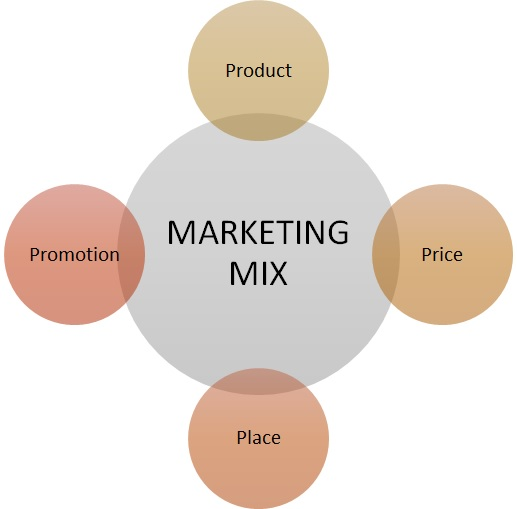 Product
MARKETING
MIX
Promotion
Price
Place